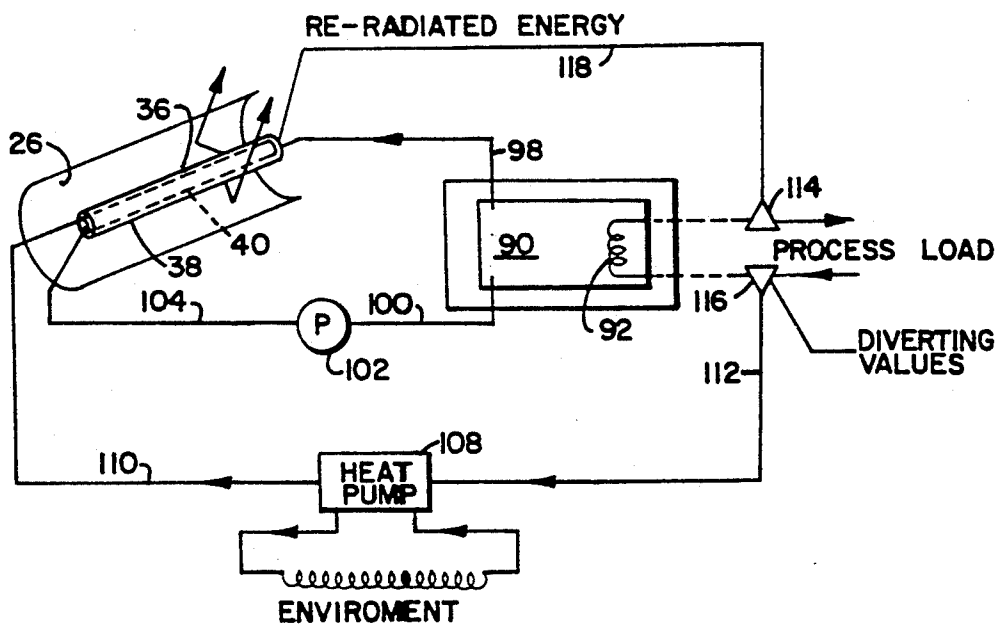 RE-RADIATED ENERGY
118
36
26
98
114
90
40
38
PROCESS LOAD
116
104
100
92
P
102
DIVERTING
VALUES
112
108
110
HEAT
PUMP
ENVIROMENT